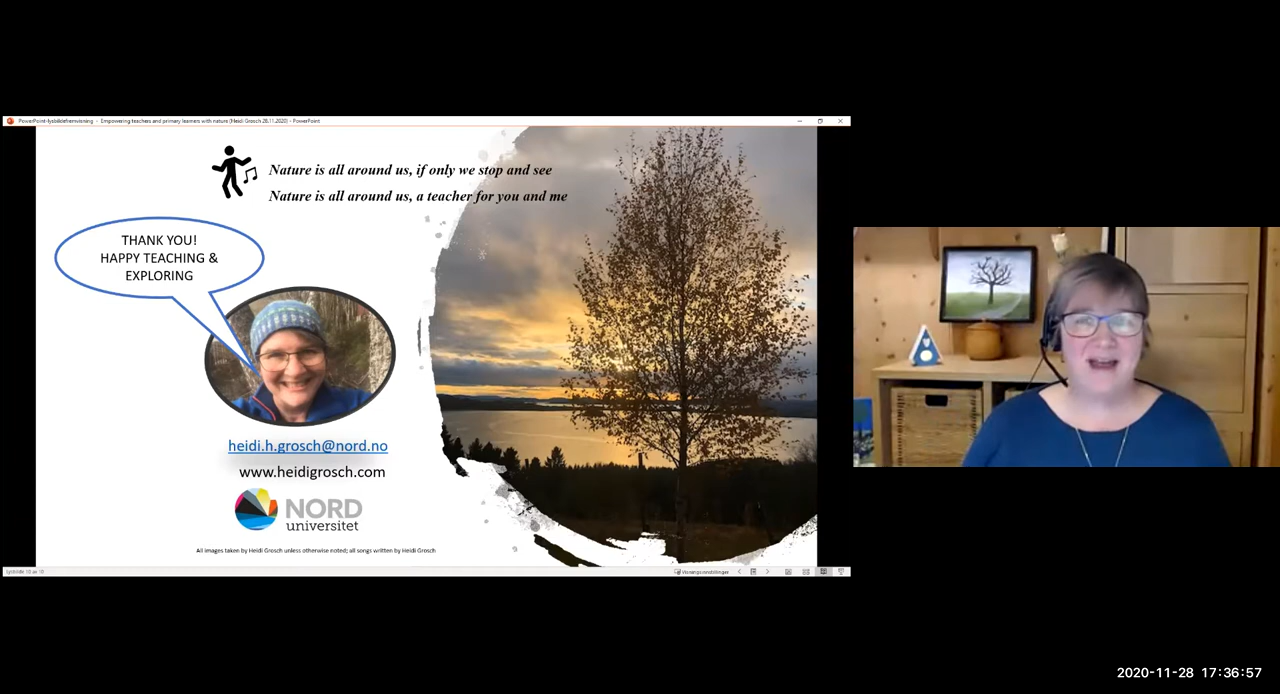 PowerPoint-lysbildefremvisning - Empowering teachers and primary learners with nature (Heidi Grosch 28.11.2020) - PowerPoint
Nature is all around us, if only we stop and see
Nature is all around us, a teacher for you and me
THANK YOU!
HAPPY TEACHING &
EXPLORING
heidi.h.grosch@nord.no
www.heidigrosch.com
NORD
universitet
All images taken by Heidi Grosch unless otherwise noted; all songs written by Heidi Grosch
Visningsinnstillinger
2020-11-28 17:36:57